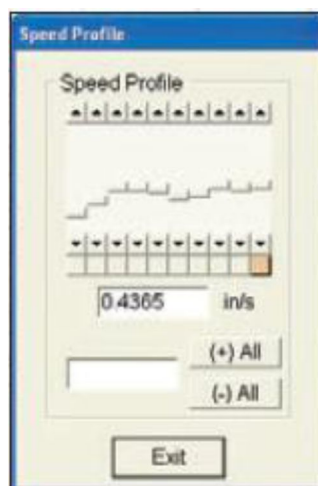 Speed Profile
Speed Profile
0.4365 in/s
(+) All
(-) All
Exit